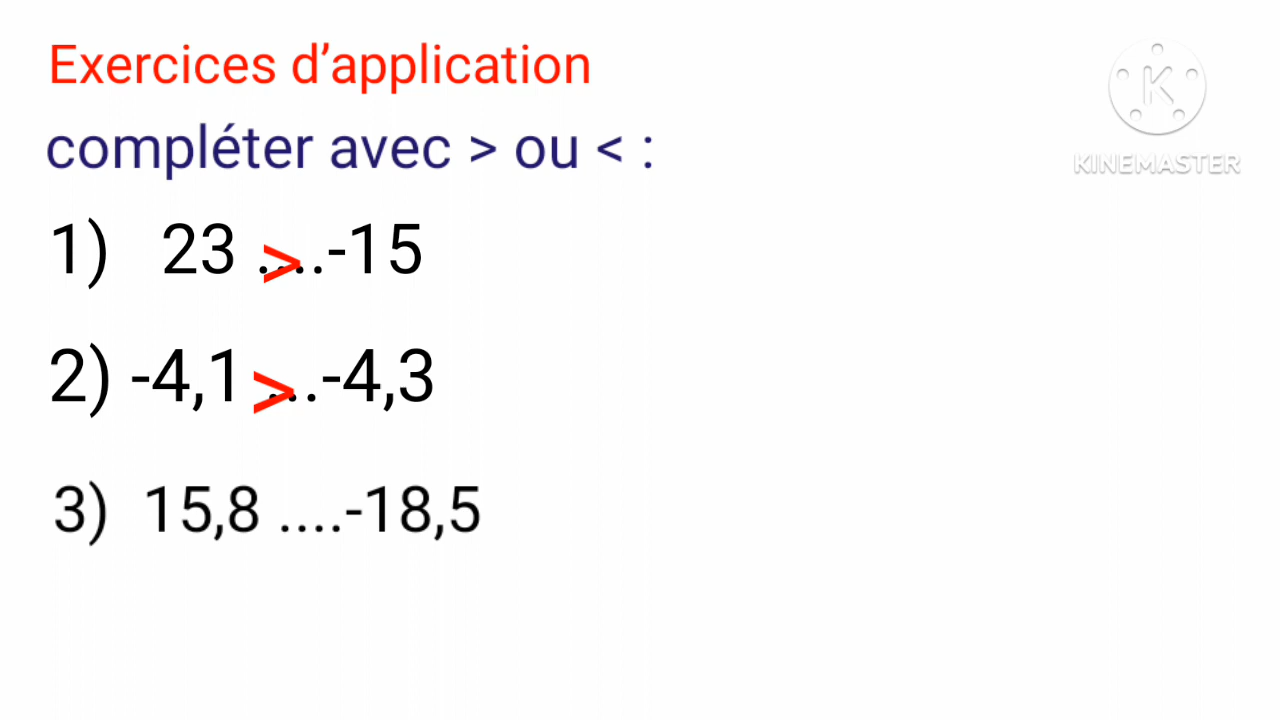 Exercices d’application
compléter avec > ou < :
1) 23 >....-15
2) -4,1 >...-4,3
3) 15,8 ....-18,5
K
KINEMASTER